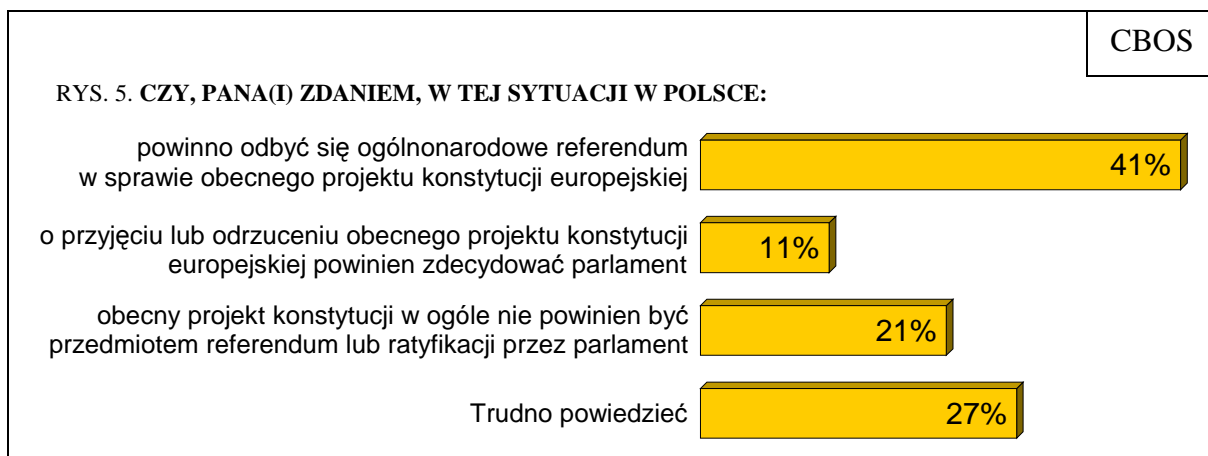 CBOS
RYS. 5. CZY, PANA(I) ZDANIEM, W TEJ SYTUACJI W POLSCE:
powinno odbyć się ogólnonarodowe referendum
w sprawie obecnego projektu konstytucji europejskiej
41%
o przyjęciu lub odrzuceniu obecnego projektu konstytucji
europejskiej powinien zdecydować parlament
11%
obecny projekt konstytucji w ogóle nie powinien być
przedmiotem referendum lub ratyfikacji przez parlament
21%
Trudno powiedzieć
27%